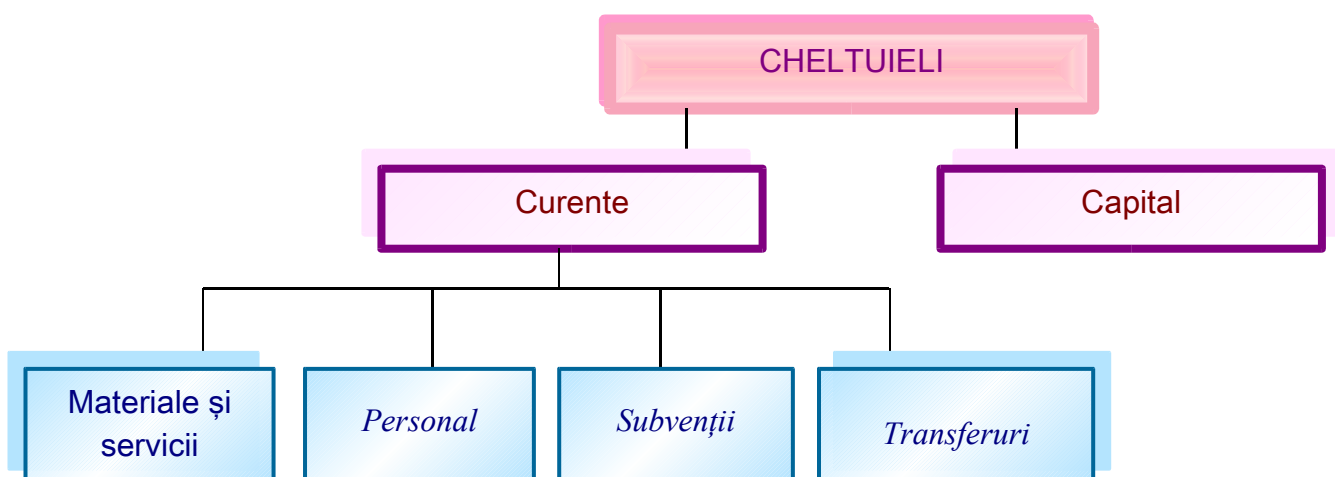 CHELTUIELI
Curente
Capital
Materiale și
servicii
Personal
Subvenții
Transferuri